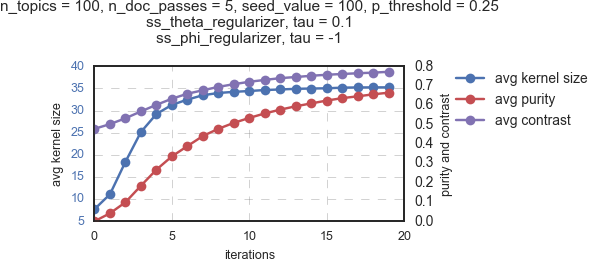 n_topics = 100, n_doc_passes = 5, seed_value = 100, p_threshold = 0.25
ss_theta_regularizer, tau = 0.1
ss_phi_regularizer, tau = -1
40
35
30
25
20
15
10
5
avg kernel size
0
5
10
15
20
iterations
0.8
0.7
0.6
0.5
0.4
0.3
0.2
0.1
0.0
purity and contrast
avg kernel size
avg purity
avg contrast